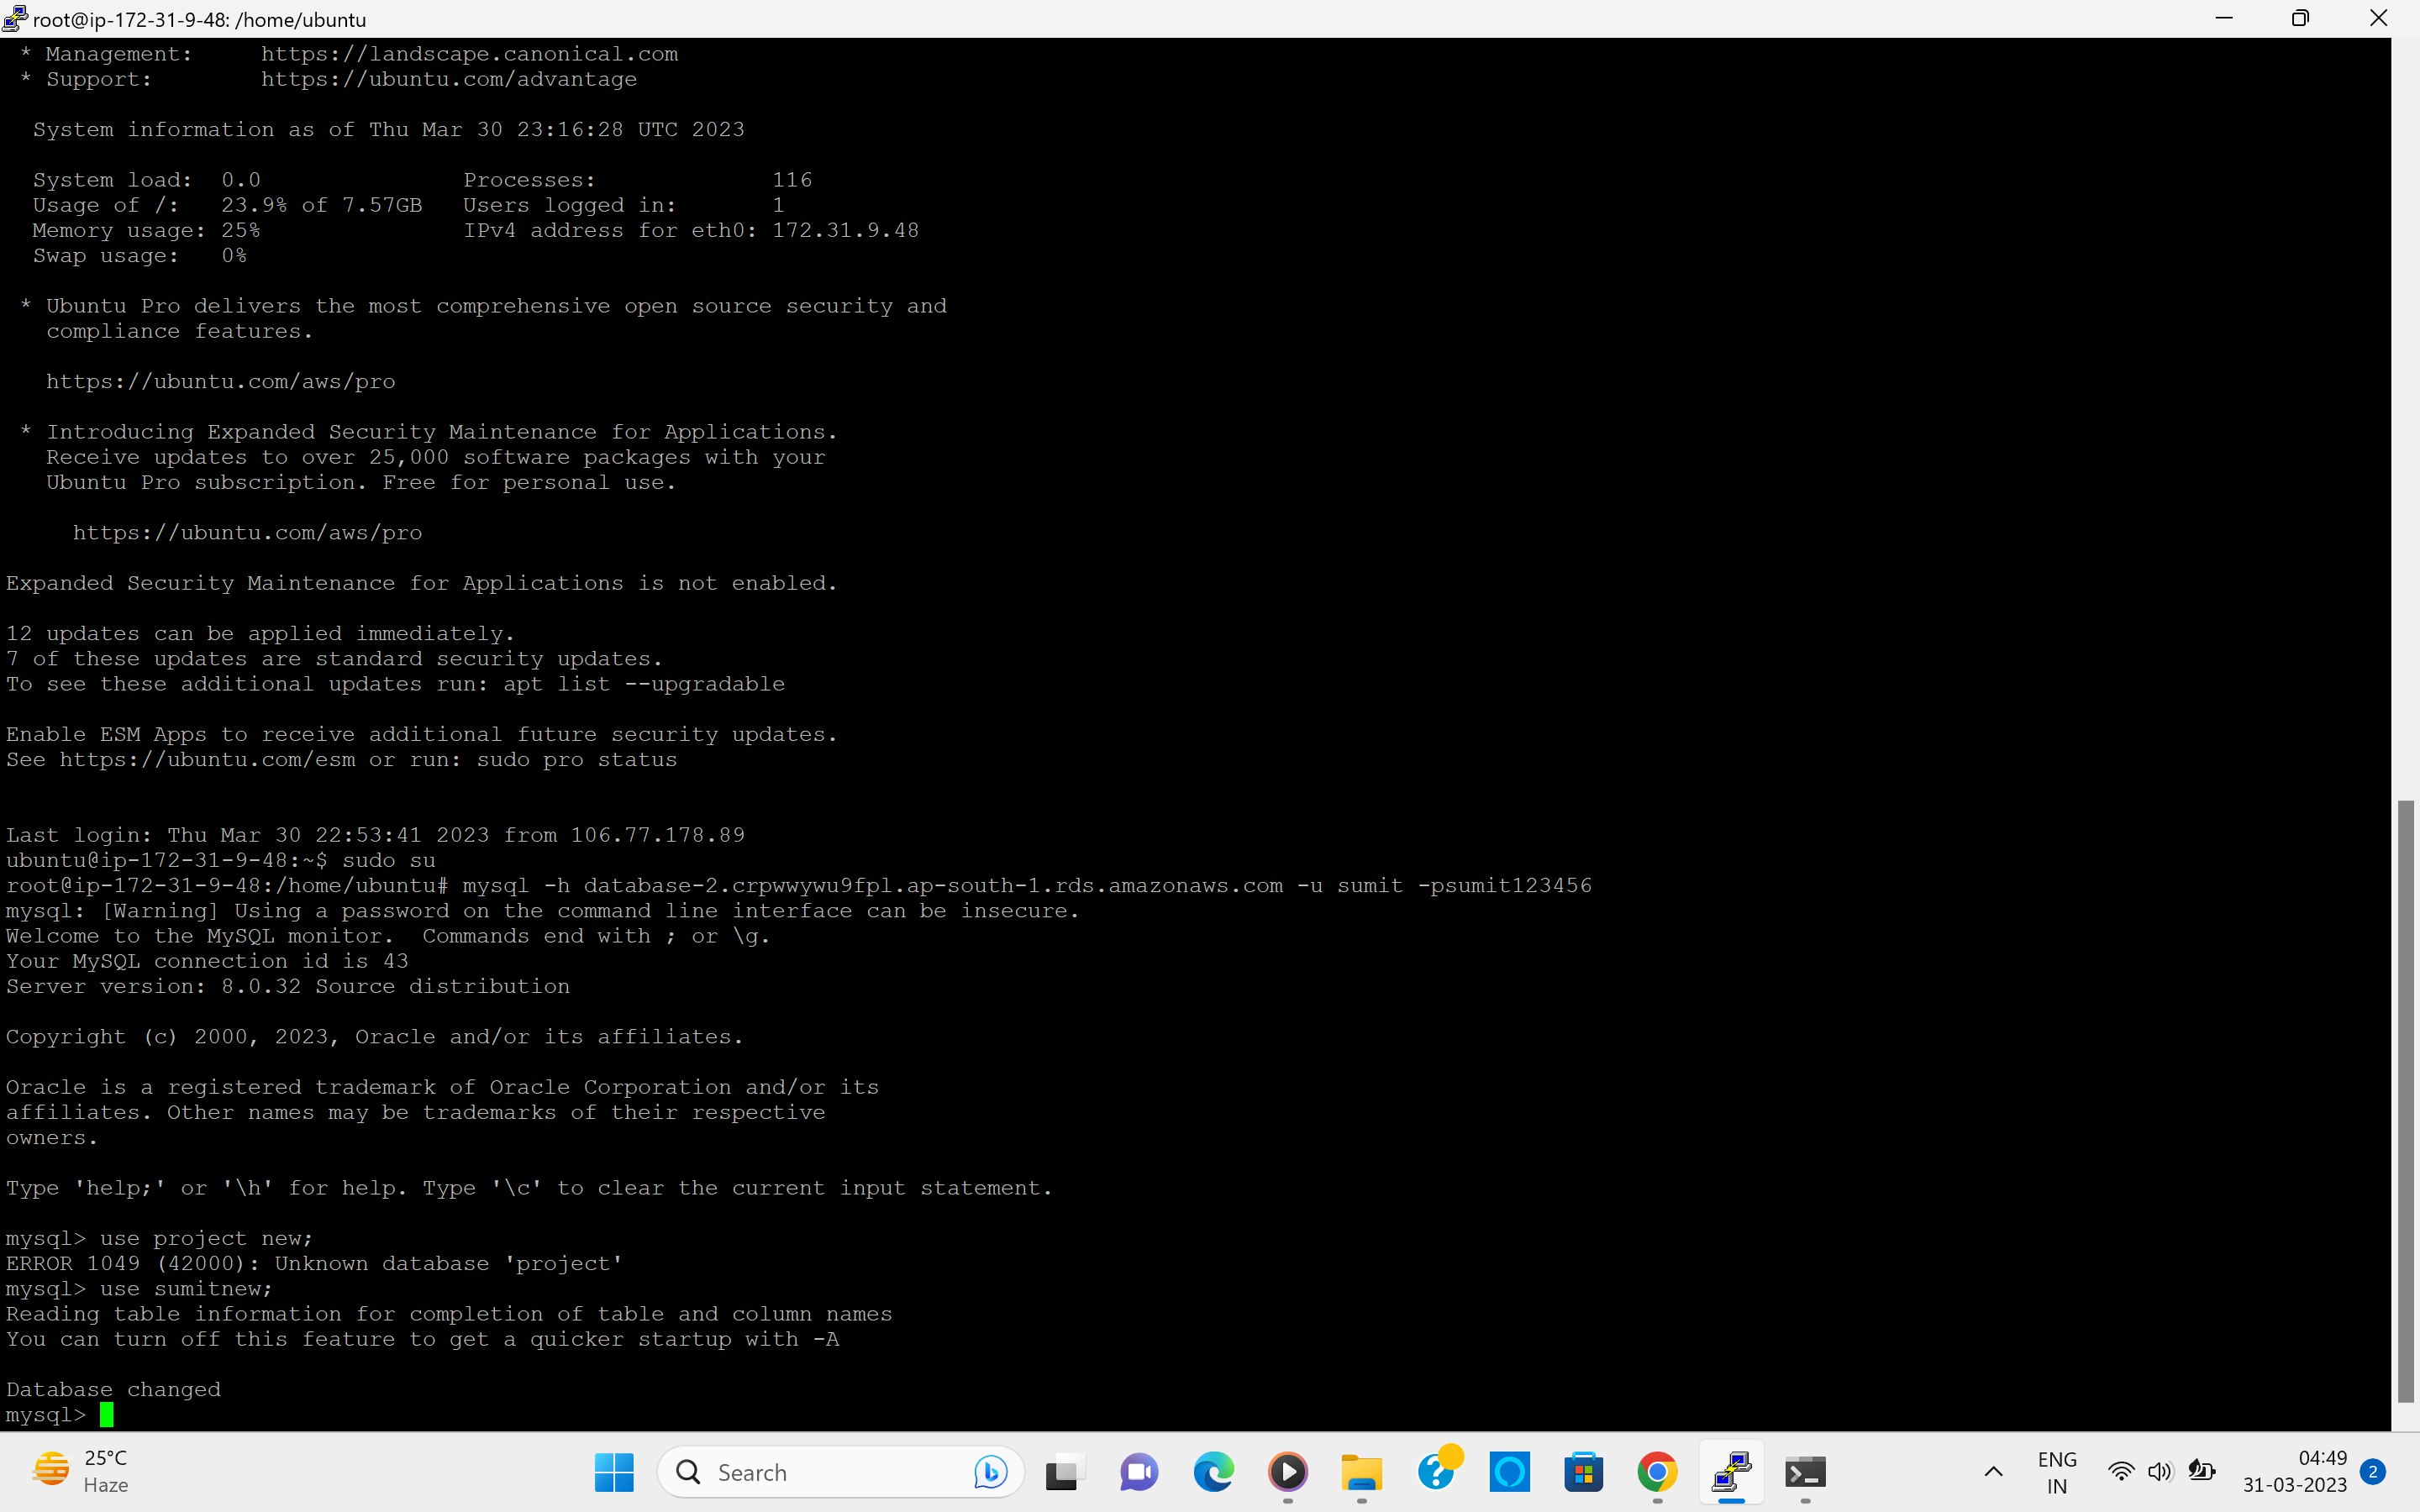 root@ip-172-31-9-48: /home/ubuntu
* Management:     https://landscape.canonical.com
* Support:        https://ubuntu.com/advantage
System information as of Thu Mar 30 23:16:28 UTC 2023
System load:  0.0               Processes:             116
Usage of /:   23.9% of 7.57GB   Users logged in:       1
Memory usage: 25%               IPv4 address for eth0: 172.31.9.48
Swap usage:   0%
* Ubuntu Pro delivers the most comprehensive open source security and
compliance features.
https://ubuntu.com/aws/pro
* Introducing Expanded Security Maintenance for Applications.
Receive updates to over 25,000 software packages with your
Ubuntu Pro subscription. Free for personal use.
https://ubuntu.com/aws/pro
Expanded Security Maintenance for Applications is not enabled.
12 updates can be applied immediately.
7 of these updates are standard security updates.
To see these additional updates run: apt list --upgradable
Enable ESM Apps to receive additional future security updates.
See https://ubuntu.com/esm or run: sudo pro status
Last login: Thu Mar 30 22:53:41 2023 from 106.77.178.89
ubuntu@ip-172-31-9-48:~$ sudo su
root@ip-172-31-9-48:/home/ubuntu# mysql -h database-2.crpwwywu9fpl.ap-south-1.rds.amazonaws.com -u sumit -psumit123456
mysql: [Warning] Using a password on the command line interface can be insecure.
Welcome to the MySQL monitor.  Commands end with ; or \g.
Your MySQL connection id is 43
Server version: 8.0.32 Source distribution
Copyright (c) 2000, 2023, Oracle and/or its affiliates.
Oracle is a registered trademark of Oracle Corporation and/or its
affiliates. Other names may be trademarks of their respective
owners.
Type 'help;' or '\h' for help. Type '\c' to clear the current input statement.
mysql> use project new;
ERROR 1049 (42000): Unknown database 'project'
mysql> use sumitnew;
Reading table information for completion of table and column names
You can turn off this feature to get a quicker startup with -A
Database changed
mysql>
25°C
Haze
Search
ENG
IN
04:49
31-03-2023
2